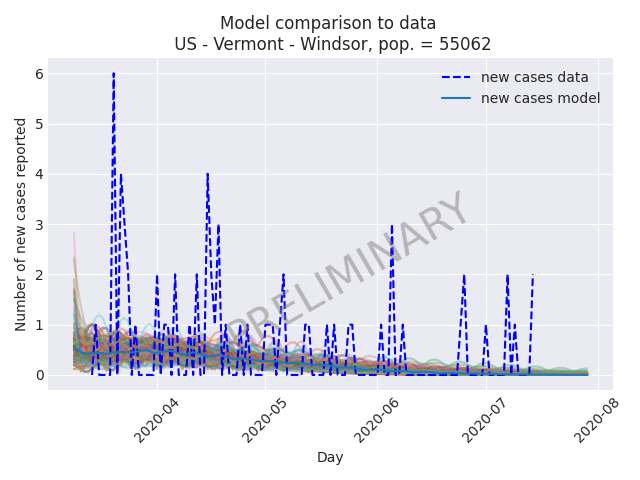 Model comparison to data
US - Vermont - Windsor, pop. = 55062
new cases data
new cases model
PRELIMINARY
Number of new cases reported
6
5
4
3
2
1
0
2020-04
2020-05
2020-06
2020-07
2020-08
Day